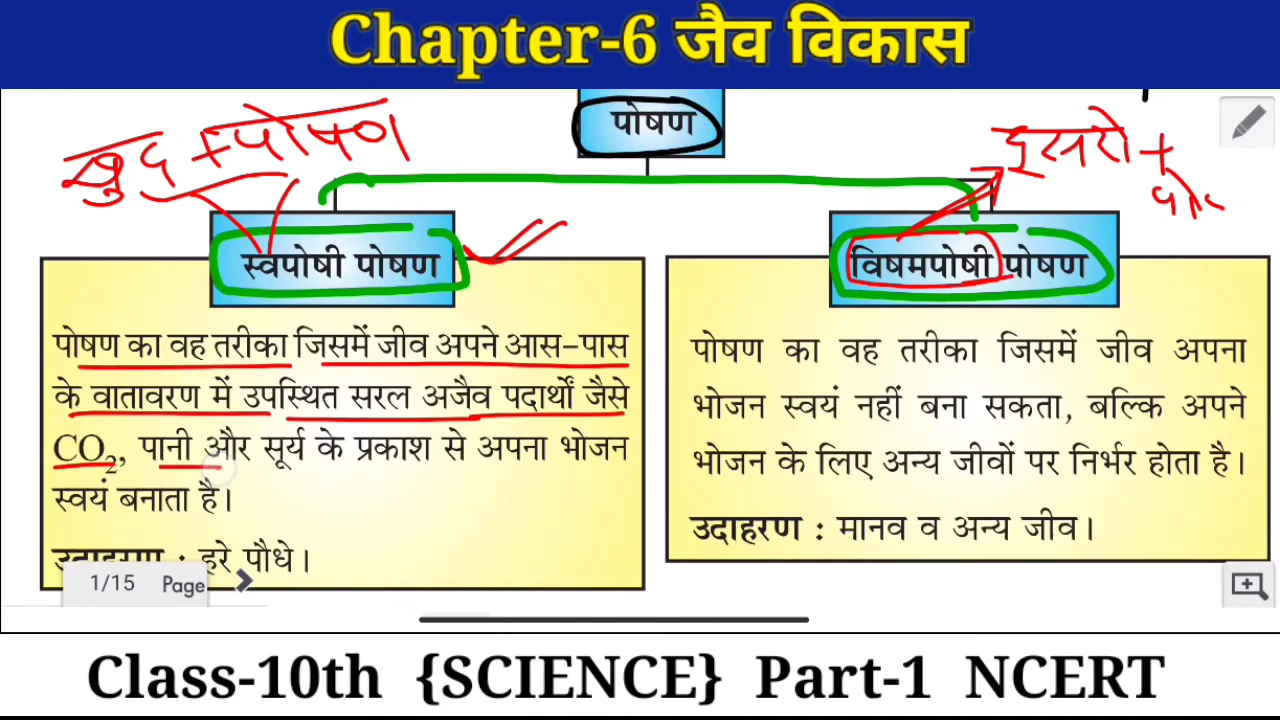 Chapter-6 जैव विकास
पोषण
खुद + पोषण
दूसरो +
स्वपोषी पोषण
पोषण का वह तरीका जिसमें जीव अपने आस-पास
के वातावरण में उपस्थित सरल अजैव पदार्थों जैसे
CO₂, पानी और सूर्य के प्रकाश से अपना भोजन
स्वयं बनाता है।
उदाहरण : हरे पौधे।
विषमपोषी पोषण
पोषण का वह तरीका जिसमें जीव अपना
भोजन स्वयं नहीं बना सकता, बल्कि अपने
भोजन के लिए अन्य जीवों पर निर्भर होता है।
उदाहरण : मानव व अन्य जीव।
1/15 Page
Class-10th {SCIENCE} Part-1 NCERT